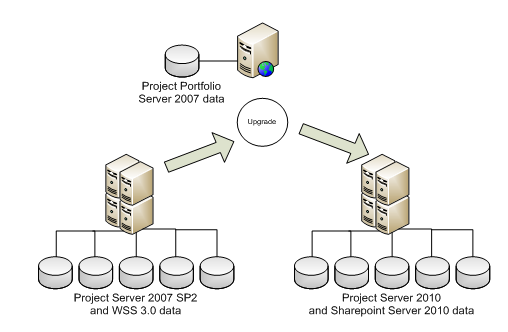 Project Portfolio
Server 2007 data
Upgrade
Project Server 2007 SP2
and WSS 3.0 data
Project Server 2010
and Sharepoint Server 2010 data